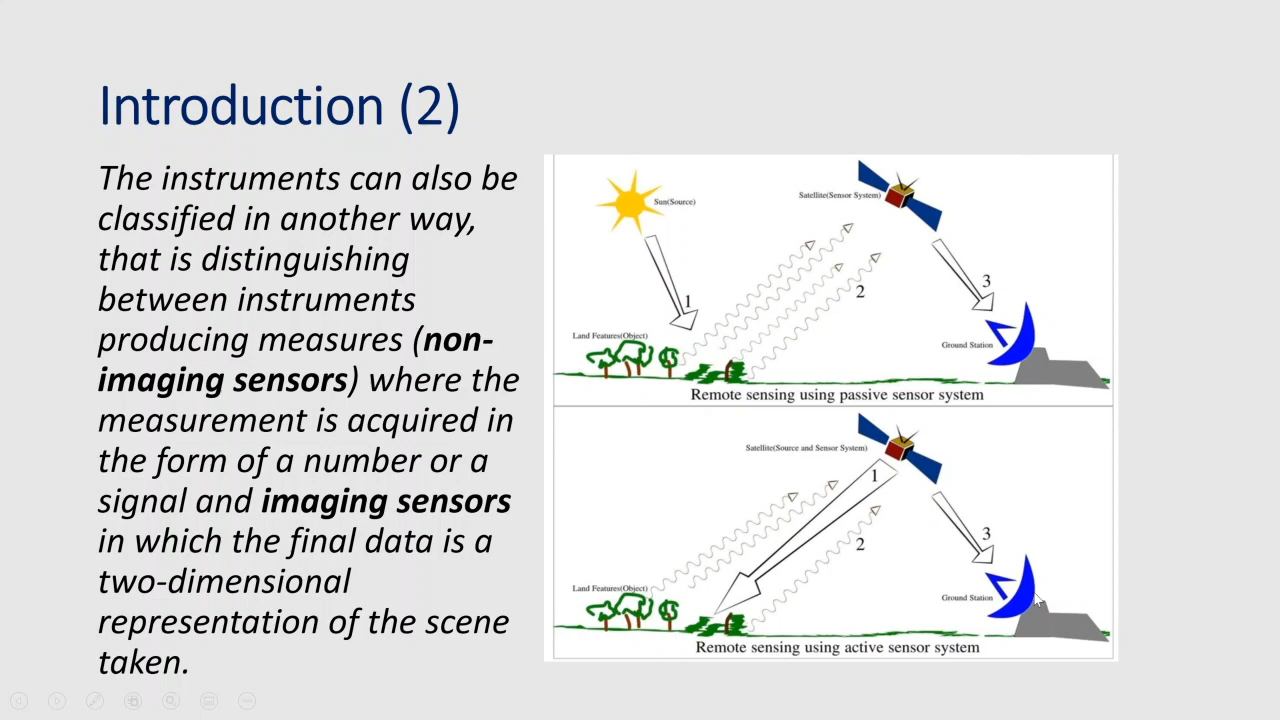 Introduction (2)
The instruments can also be
classified in another way,
that is distinguishing
between instruments
producing measures (non-
imaging sensors) where the
measurement is acquired in
the form of a number or a
signal and imaging sensors
in which the final data is a
two-dimensional
representation of the scene
taken.
Sun(Source)
Satellite(Sensor System)
1
2
3
Land Features(Object)
Ground Station
Remote sensing using passive sensor system
Satellite(Source and Sensor System)
1
2
3
Land Features(Object)
Ground Station
Remote sensing using active sensor system